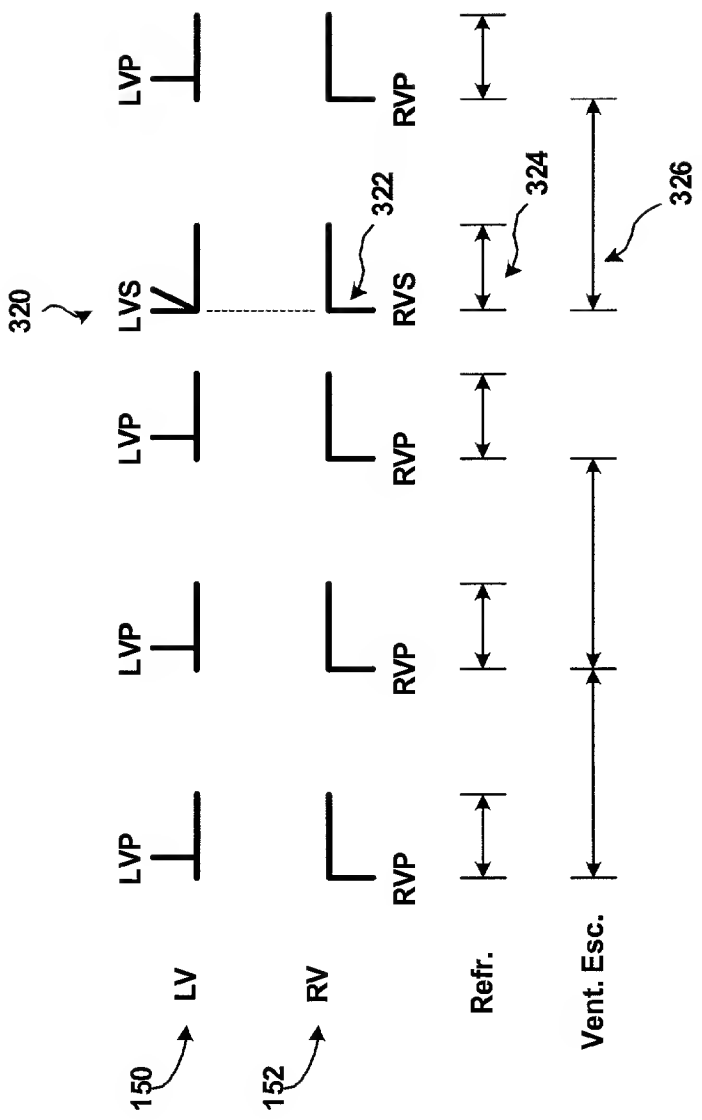 320
LVP LVP LVP LVS LVP
150
LV
152
RV
322
RVP RVP RVP RVS RVP
324
Refr.
326
Vent. Esc.